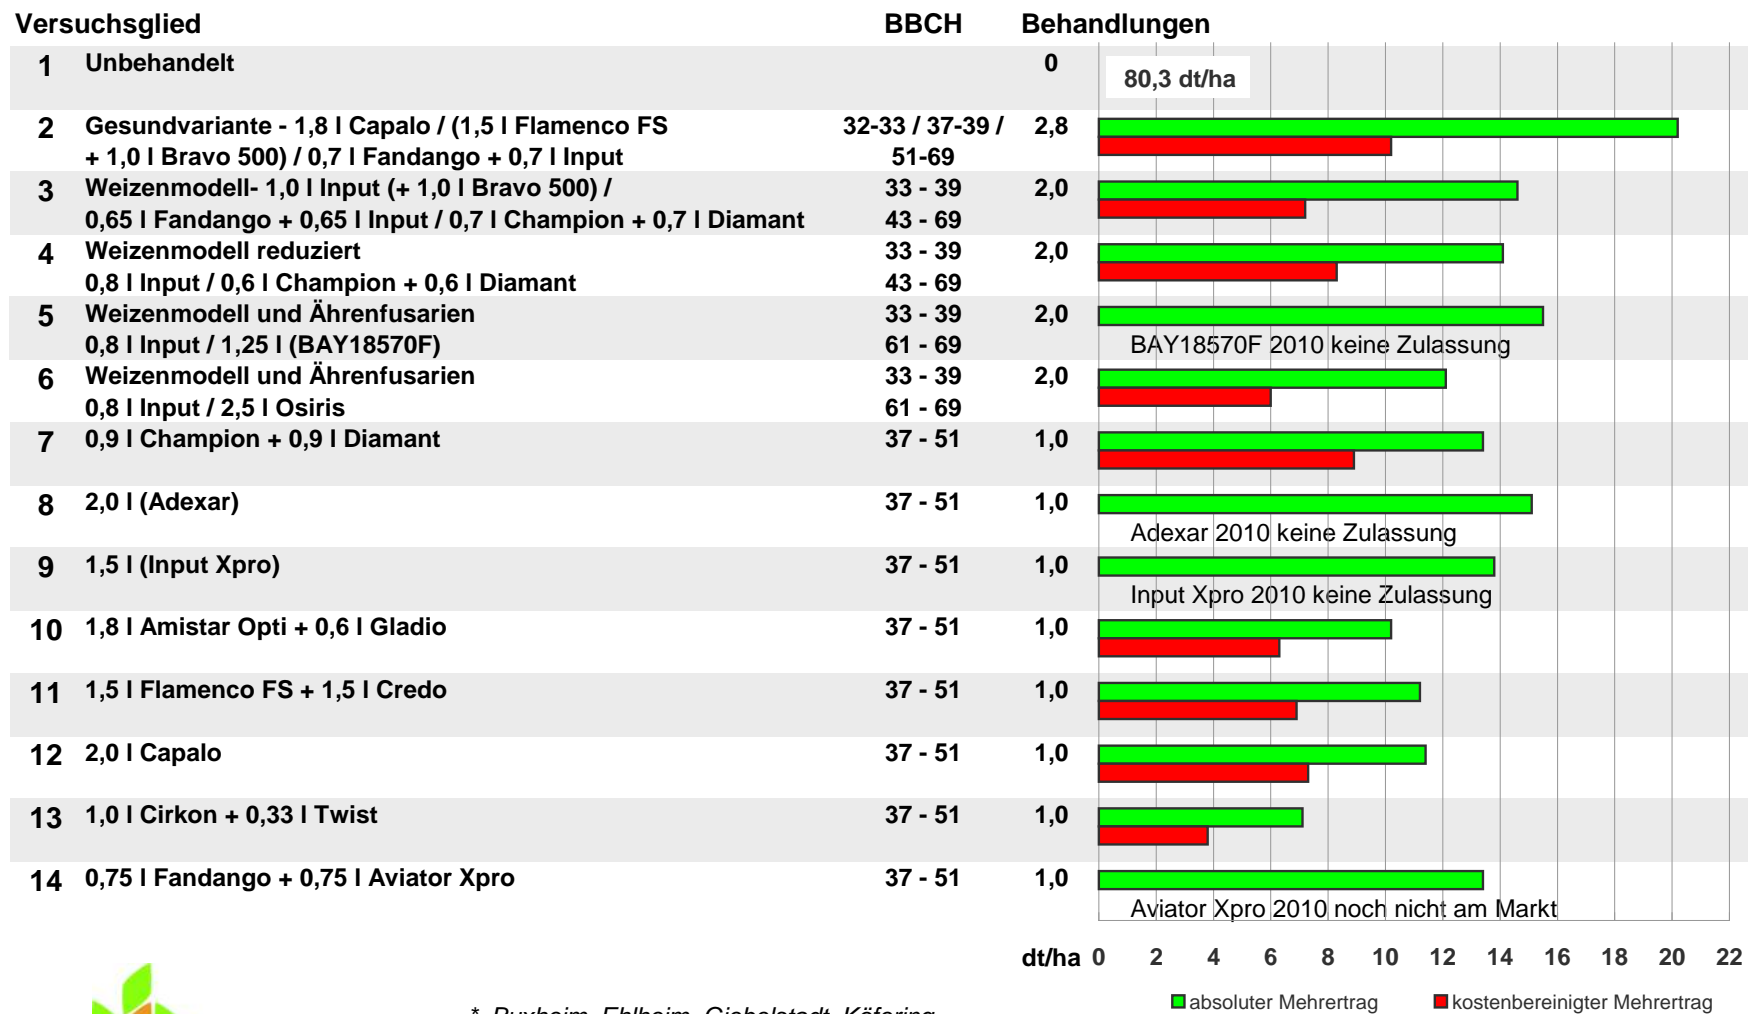 Versuchsglied BBCH Behandlungen
1 Unbehandelt 0 80,3 dt/ha
2 Gesundvariante - 1,8 l Capalo / (1,5 l Flamenco FS 32-33 / 37-39 / 2,8
+ 1,0 l Bravo 500) / 0,7 l Fandango + 0,7 l Input 51-69
3 Weizenmodell- 1,0 l Input (+ 1,0 l Bravo 500) / 33 - 39 2,0
0,65 l Fandango + 0,65 l Input / 0,7 l Champion + 0,7 l Diamant 43 - 69
4 Weizenmodell reduziert 33 - 39 2,0
0,8 l Input / 0,6 l Champion + 0,6 l Diamant 43 - 69
5 Weizenmodell und Ährenfusarien 33 - 39 2,0
0,8 l Input / 1,25 l (BAY18570F) 61 - 69 BAY18570F 2010 keine Zulassung
6 Weizenmodell und Ährenfusarien 33 - 39 2,0
0,8 l Input / 2,5 l Osiris 61 - 69
7 0,9 l Champion + 0,9 l Diamant 37 - 51 1,0
8 2,0 l (Adexar) 37 - 51 1,0
Adexar 2010 keine Zulassung
9 1,5 l (Input Xpro) 37 - 51 1,0
Input Xpro 2010 keine Zulassung
10 1,8 l Amistar Opti + 0,6 l Gladio 37 - 51 1,0
11 1,5 l Flamenco FS + 1,5 l Credo 37 - 51 1,0
12 2,0 l Capalo 37 - 51 1,0
13 1,0 l Cirkon + 0,33 l Twist 37 - 51 1,0
14 0,75 l Fandango + 0,75 l Aviator Xpro 37 - 51 1,0
Aviator Xpro 2010 noch nicht am Markt
dt/ha 0 2 4 6 8 10 12 14 16 18 20 22
absoluter Mehrertrag kostenbereinigter Mehrertrag